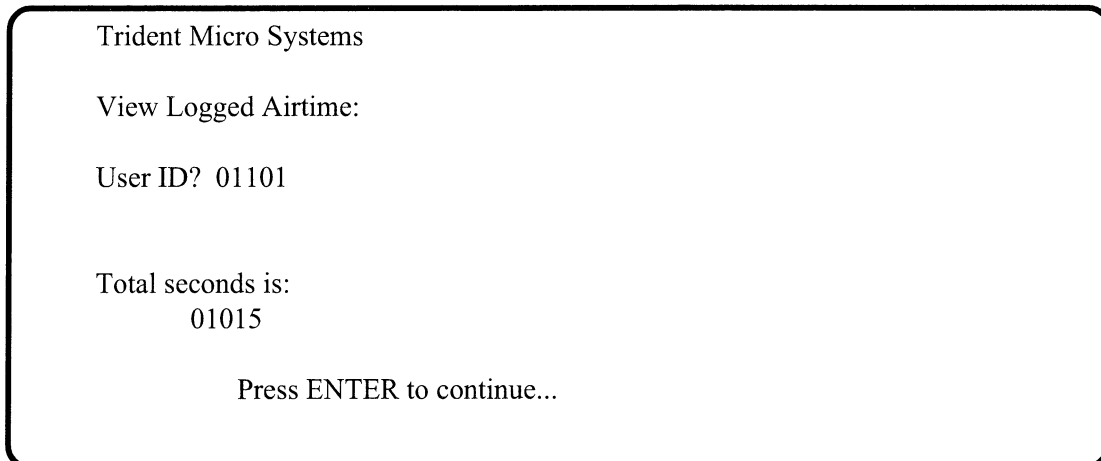 Trident Micro Systems
View Logged Airtime:
User ID? 01101
Total seconds is:
01015
Press ENTER to continue...